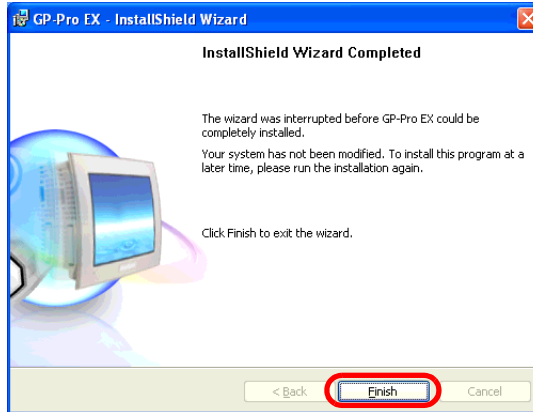 GP-Pro EX - InstallShield Wizard
InstallShield Wizard Completed
The wizard was interrupted before GP-Pro EX could be
completely installed.
Your system has not been modified. To install this program at a
later time, please run the installation again.
Click Finish to exit the wizard.
< Back
Finish
Cancel